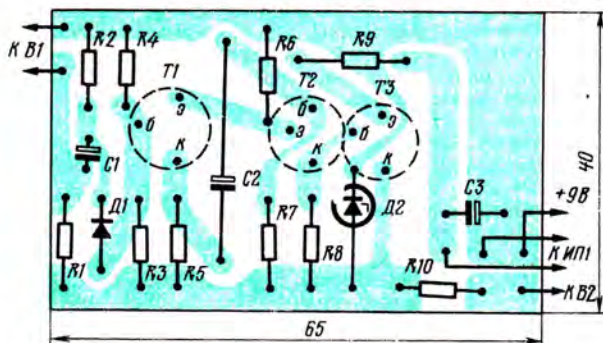 К В1
R2
R4
Т1
R6
R9
Т2
Т3
э
б
к
б
э
к
э
б
к
С1
С2
Д1
Д2
С3
+9В
К ИП1
К В2
R1
R3
R5
R7
R8
R10
40
65